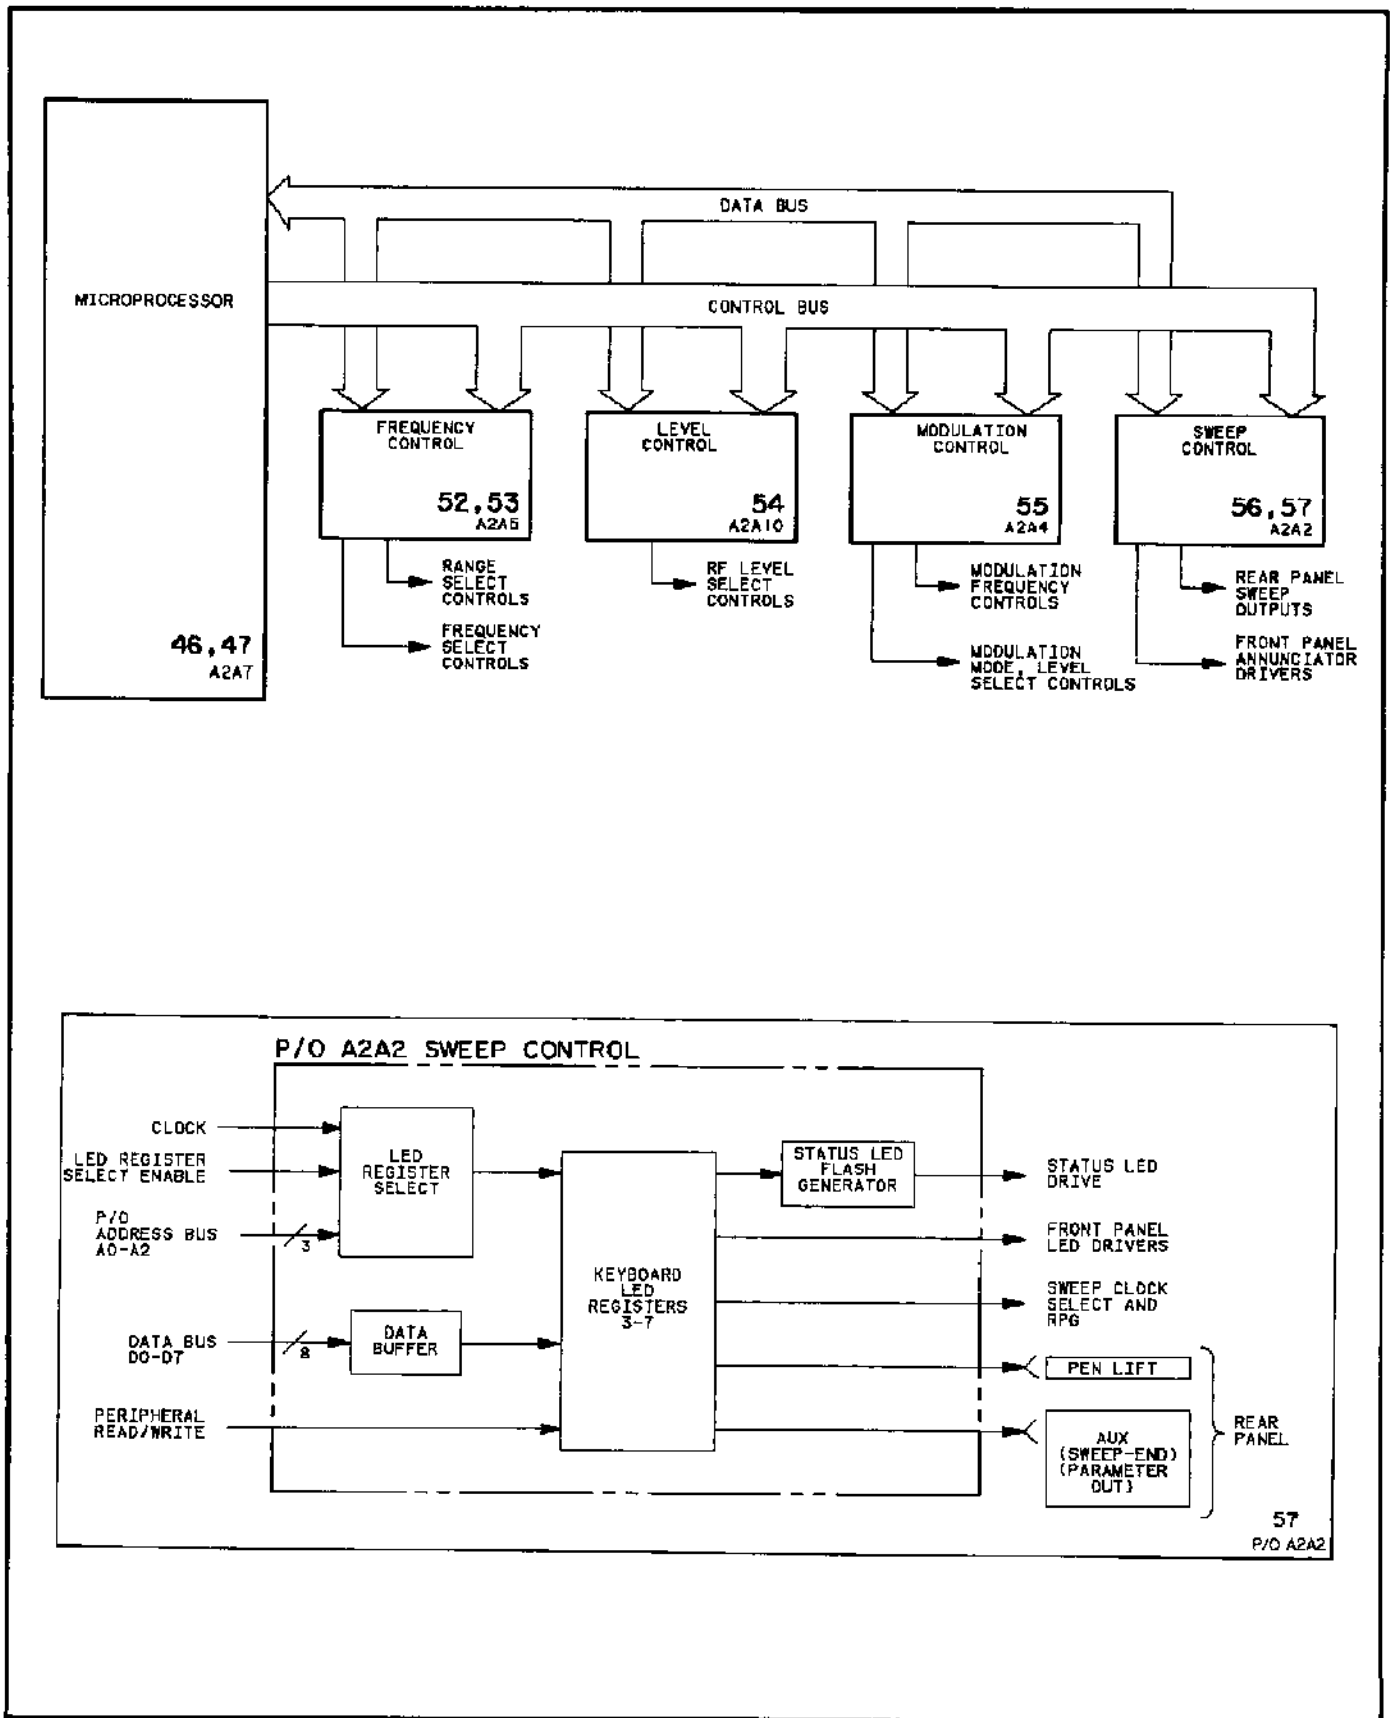 DATA BUS
MICROPROCESSOR
CONTROL BUS
FREQUENCY
CONTROL
52,53
A2A5
LEVEL
CONTROL
54
A2A10
MODULATION
CONTROL
55
A2A4
SWEEP
CONTROL
56,57
A2A2
RANGE
SELECT
CONTROLS
FREQUENCY
SELECT
CONTROLS
RF LEVEL
SELECT
CONTROLS
MODULATION
FREQUENCY
CONTROLS
MODULATION
MODE, LEVEL
SELECT CONTROLS
REAR PANEL
SWEEP
OUTPUTS
FRONT PANEL
ANNUNCIATOR
DRIVERS
46,47
A2A7
P/O A2A2 SWEEP CONTROL
CLOCK
LED REGISTER
SELECT ENABLE
P/O
ADDRESS BUS
A0-A2
3
LED
REGISTER
SELECT
DATA BUS
D0-D7
8
DATA
BUFFER
PERIPHERAL
READ/WRITE
KEYBOARD
LED
REGISTERS
3-7
STATUS LED
FLASH
GENERATOR
STATUS LED
DRIVE
FRONT PANEL
LED DRIVERS
SWEEP CLOCK
SELECT AND
RPG
PEN LIFT
AUX
(SWEEP-END)
(PARAMETER
OUT)
REAR
PANEL
57
P/O A2A2